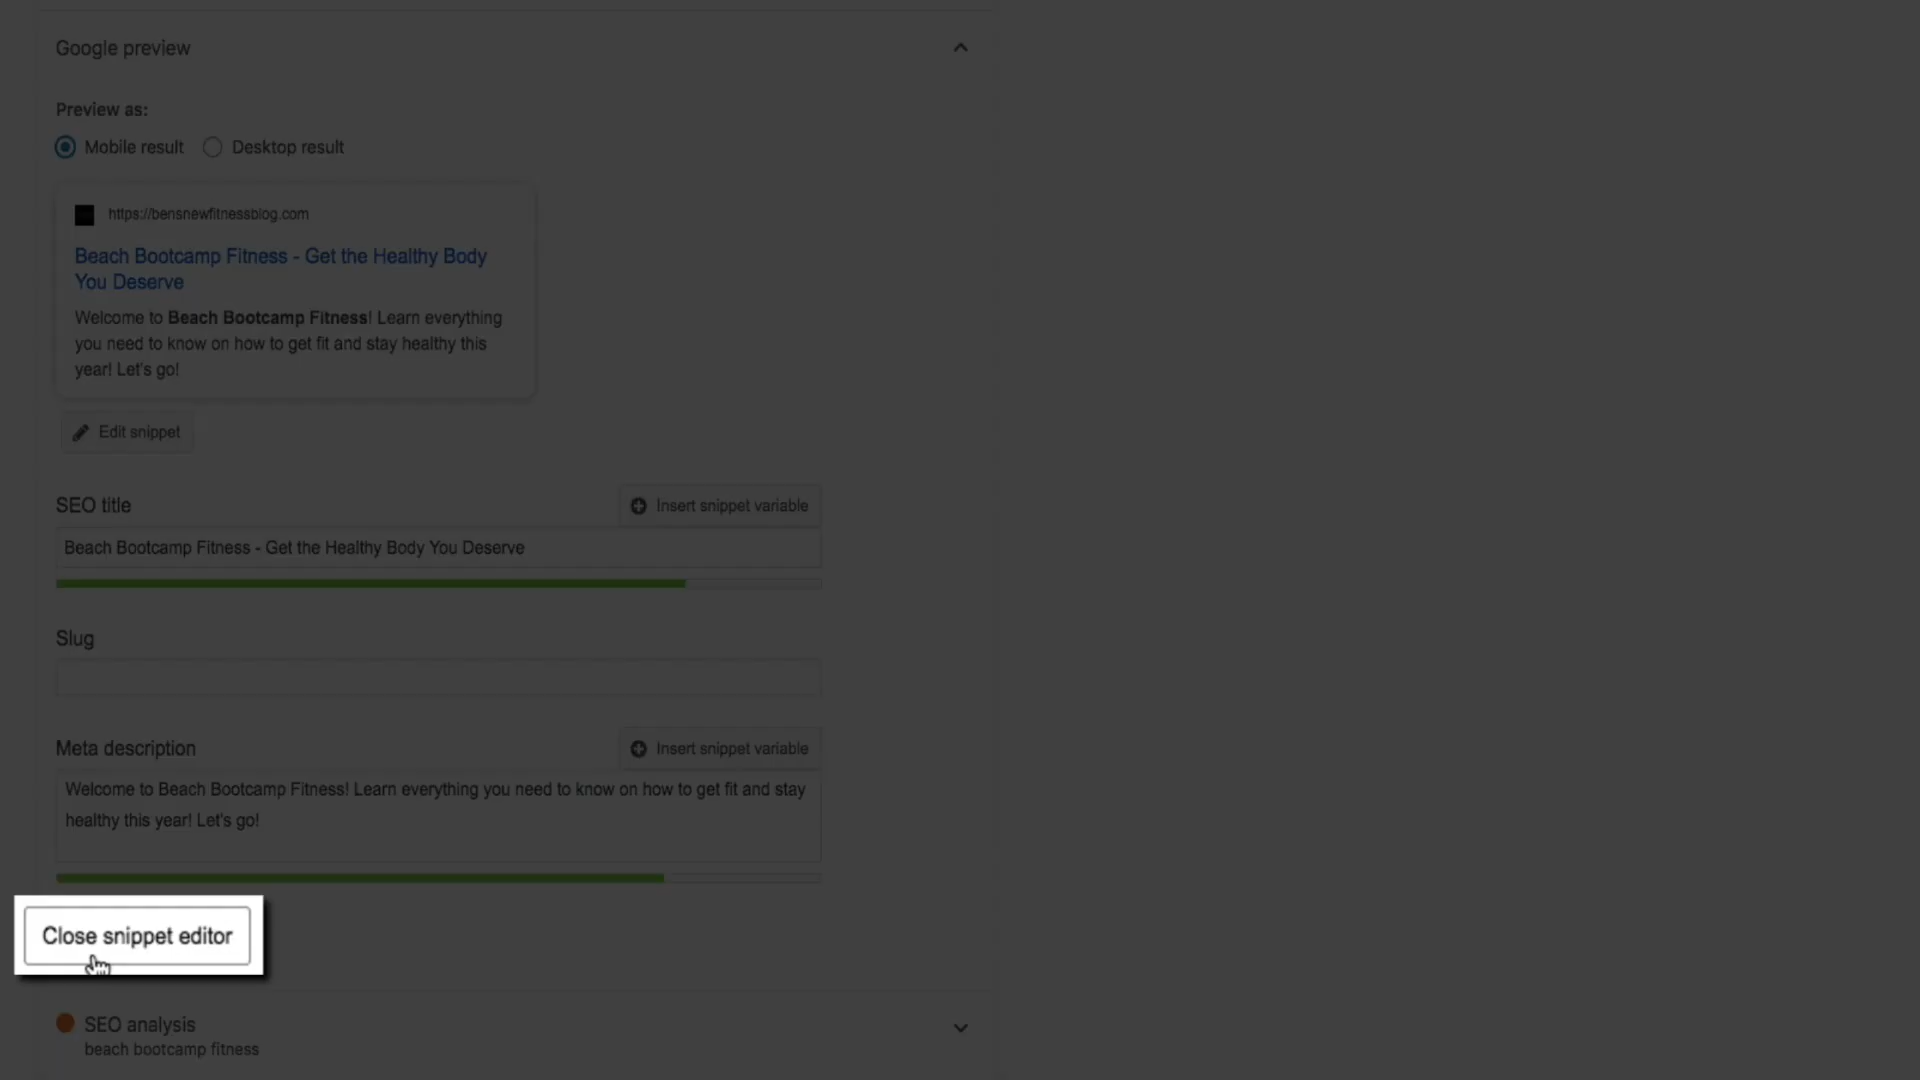 Google preview
Preview as:
Mobile result Desktop result
https://bensnewfitnessblog.com
Beach Bootcamp Fitness - Get the Healthy Body
You Deserve
Welcome to Beach Bootcamp Fitness! Learn everything
you need to know on how to get fit and stay healthy this
year! Let's go!
Edit snippet
SEO title
Insert snippet variable
Beach Bootcamp Fitness - Get the Healthy Body You Deserve
Slug
Meta description
Insert snippet variable
Welcome to Beach Bootcamp Fitness! Learn everything you need to know on how to get fit and stay
healthy this year! Let's go!
Close snippet editor
SEO analysis
beach bootcamp fitness